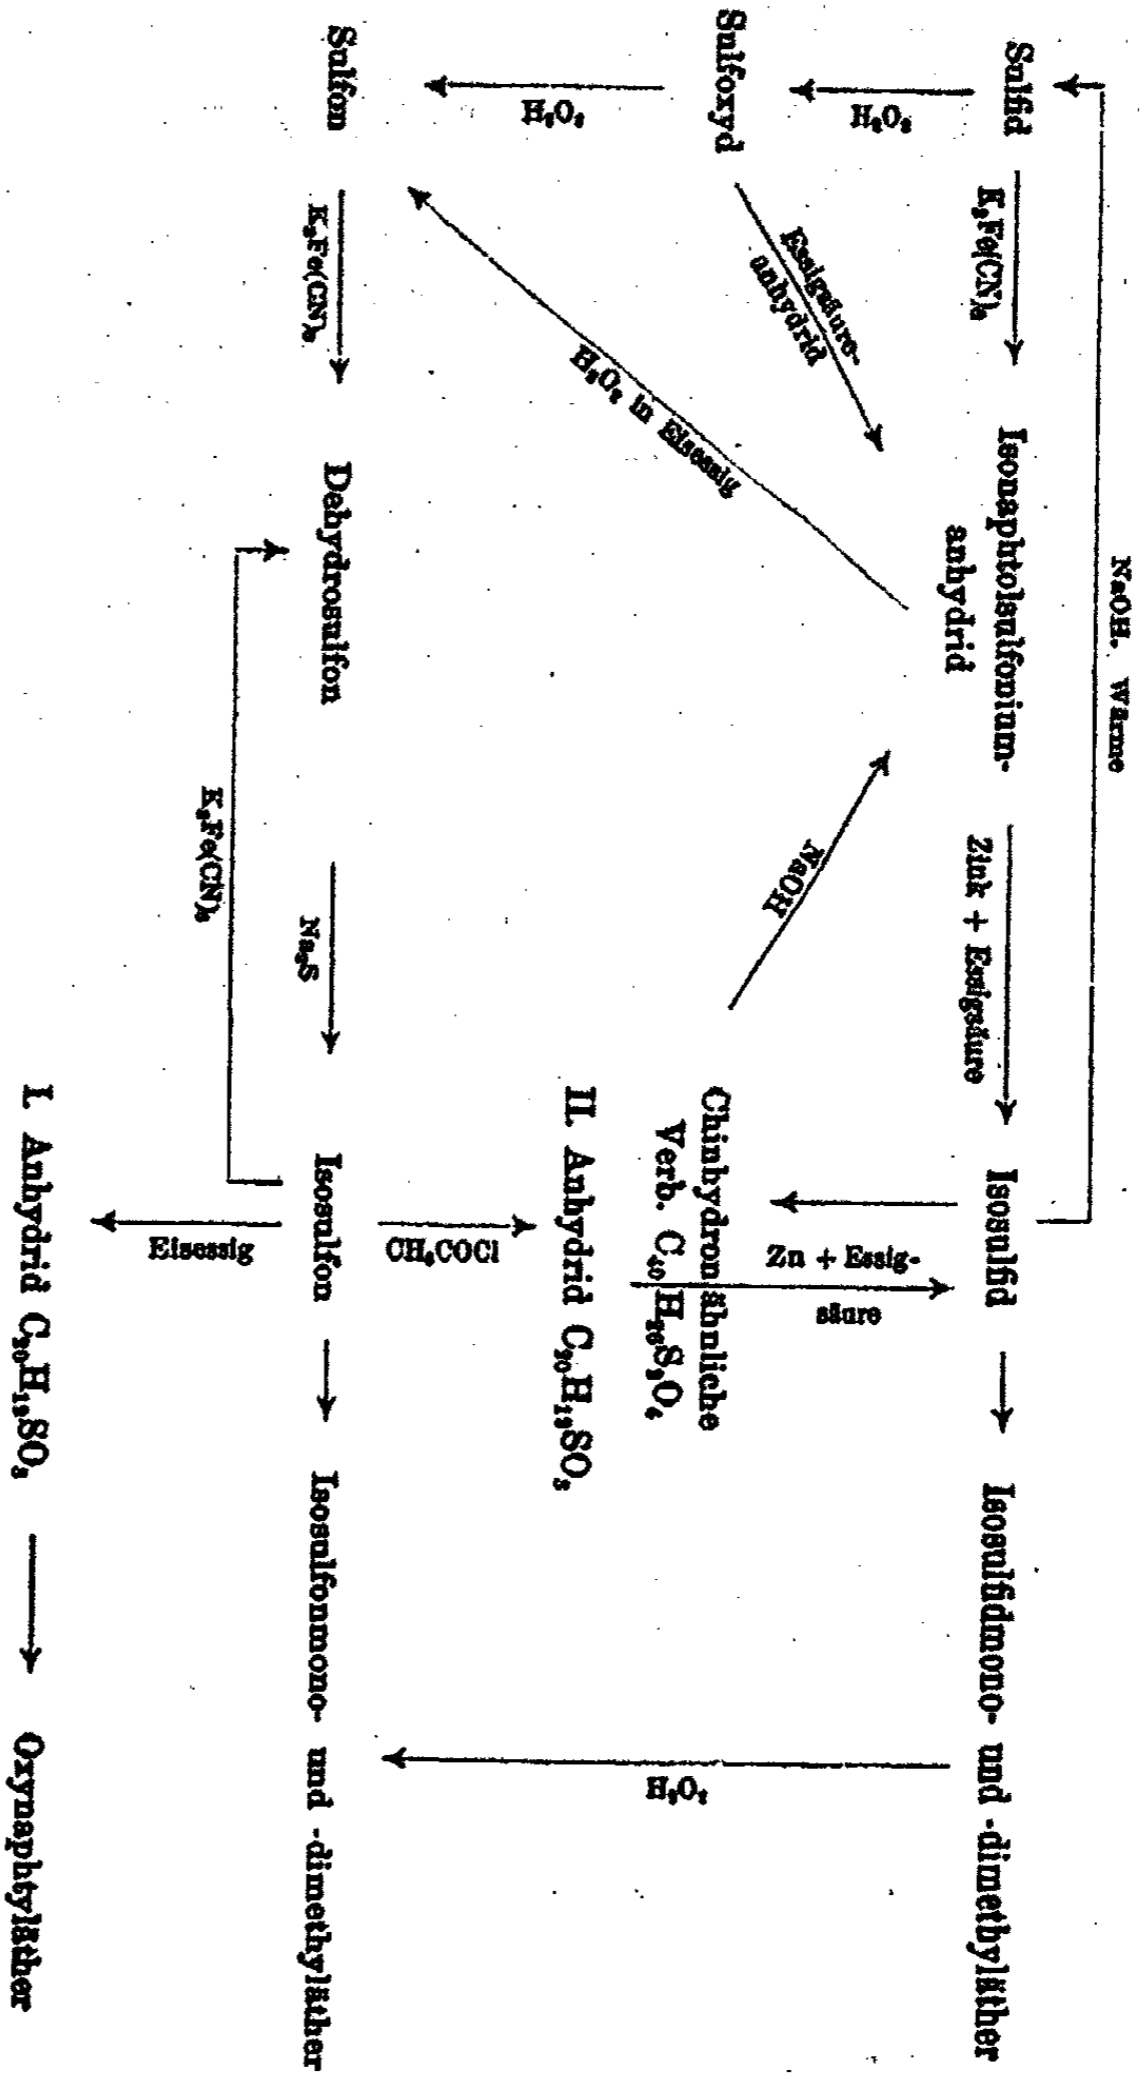 NaOH. Wärme
Sulfid
K₃Fe(CN)₆
Isonaphtolsulfonium-
anhydrid
Zink + Essigsäure
Isosulfid
Isosulfidmono- und -dimethyläther
H₂O₂
Essigsäure-
anhydrid
NaOH
Zn + Essig-
säure
Sulfoxyd
Chinhydronähnliche
Verb. C₄₀H₂₆S₂O₄
H₂O₂
H₂O₂ in Eisessig
H₂O₂
II. Anhydrid C₂₀H₁₂SO₃
CH₃COCl
Sulfon
K₃Fe(CN)₆
Dehydrosulfon
Na₂S
Isosulfon
Isosulfonmono- und -dimethyläther
K₃Fe(CN)₆
Eisessig
I. Anhydrid C₂₀H₁₂SO₃
Oxynaphtyläther